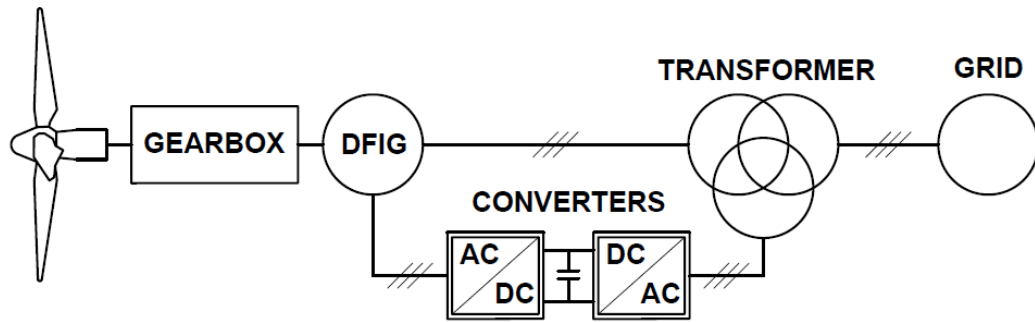 TRANSFORMER
GRID
GEARBOX
DFIG
CONVERTERS
AC
DC
DC
AC